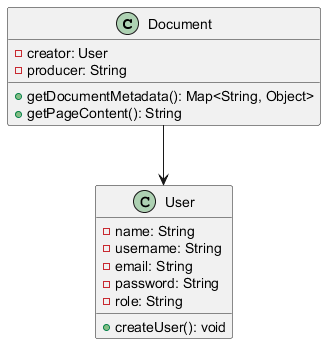 C Document
creator: User
producer: String
getDocumentMetadata(): Map<String, Object>
getPageContent(): String
C User
name: String
username: String
email: String
password: String
role: String
createUser(): void